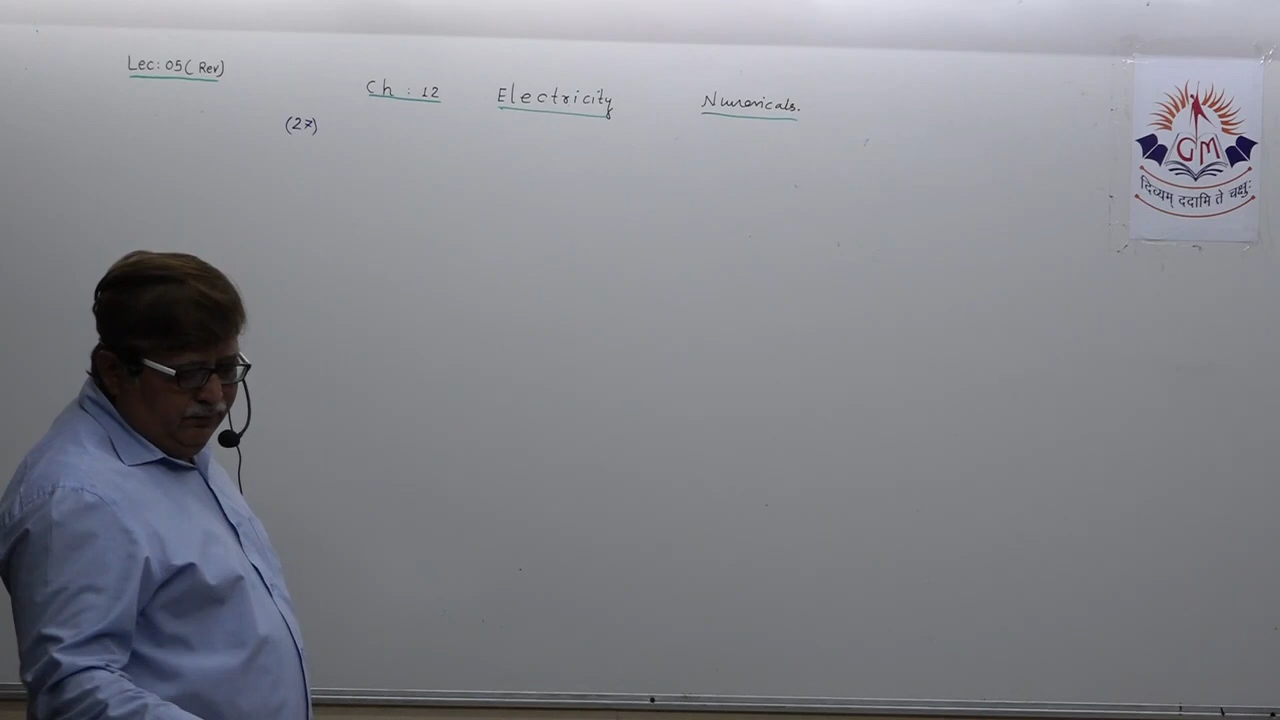 Lec: 05 (Rev)
Ch : 12 Electricity Numericals.
(27)
GM
दिव्यम् ददामि ते चक्षुः